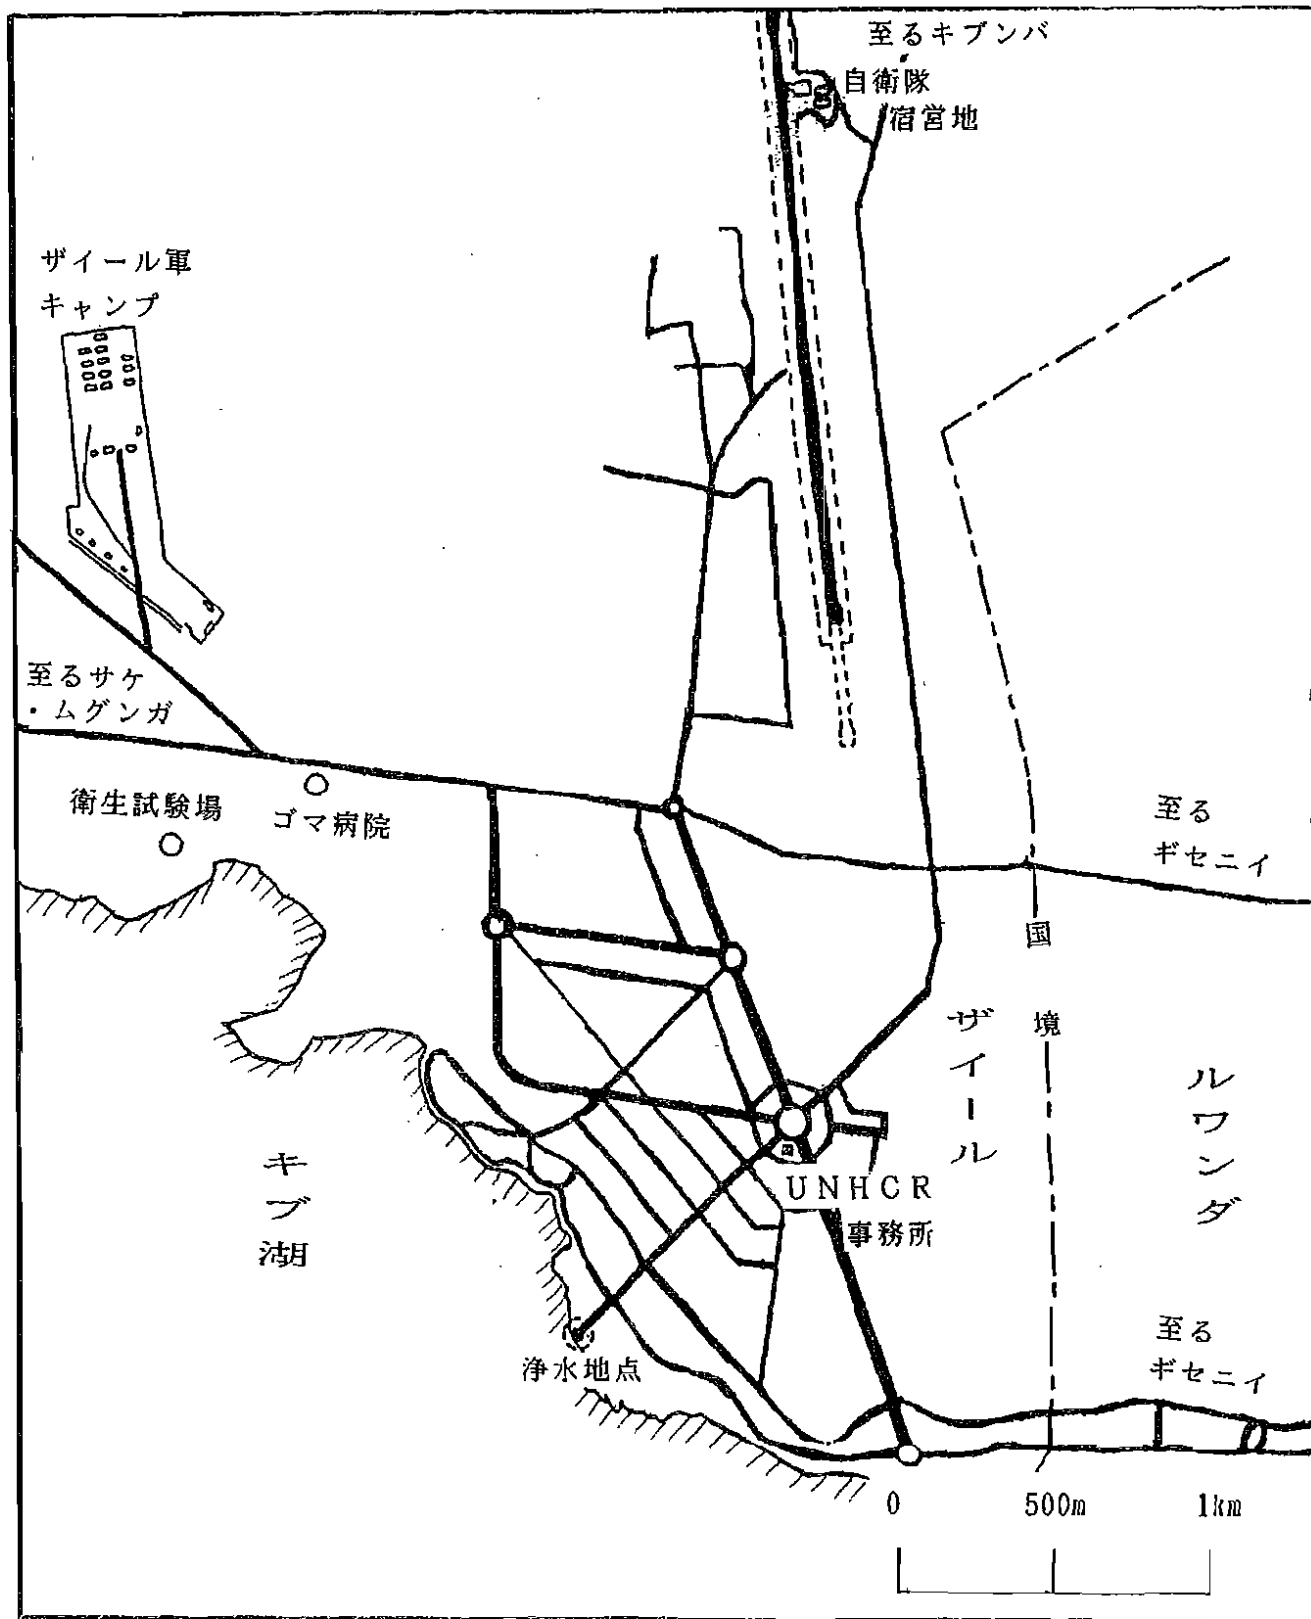 至るキブンバ
自衛隊
宿営地
ザイール軍
キャンプ
至るサケ
・ムグンガ
衛生試験場
ゴマ病院
至る
ギセニイ
国
境
ザイール
ルワンダ
キブ湖
UNHCR
事務所
浄水地点
至る
ギセニイ
0 500m 1km